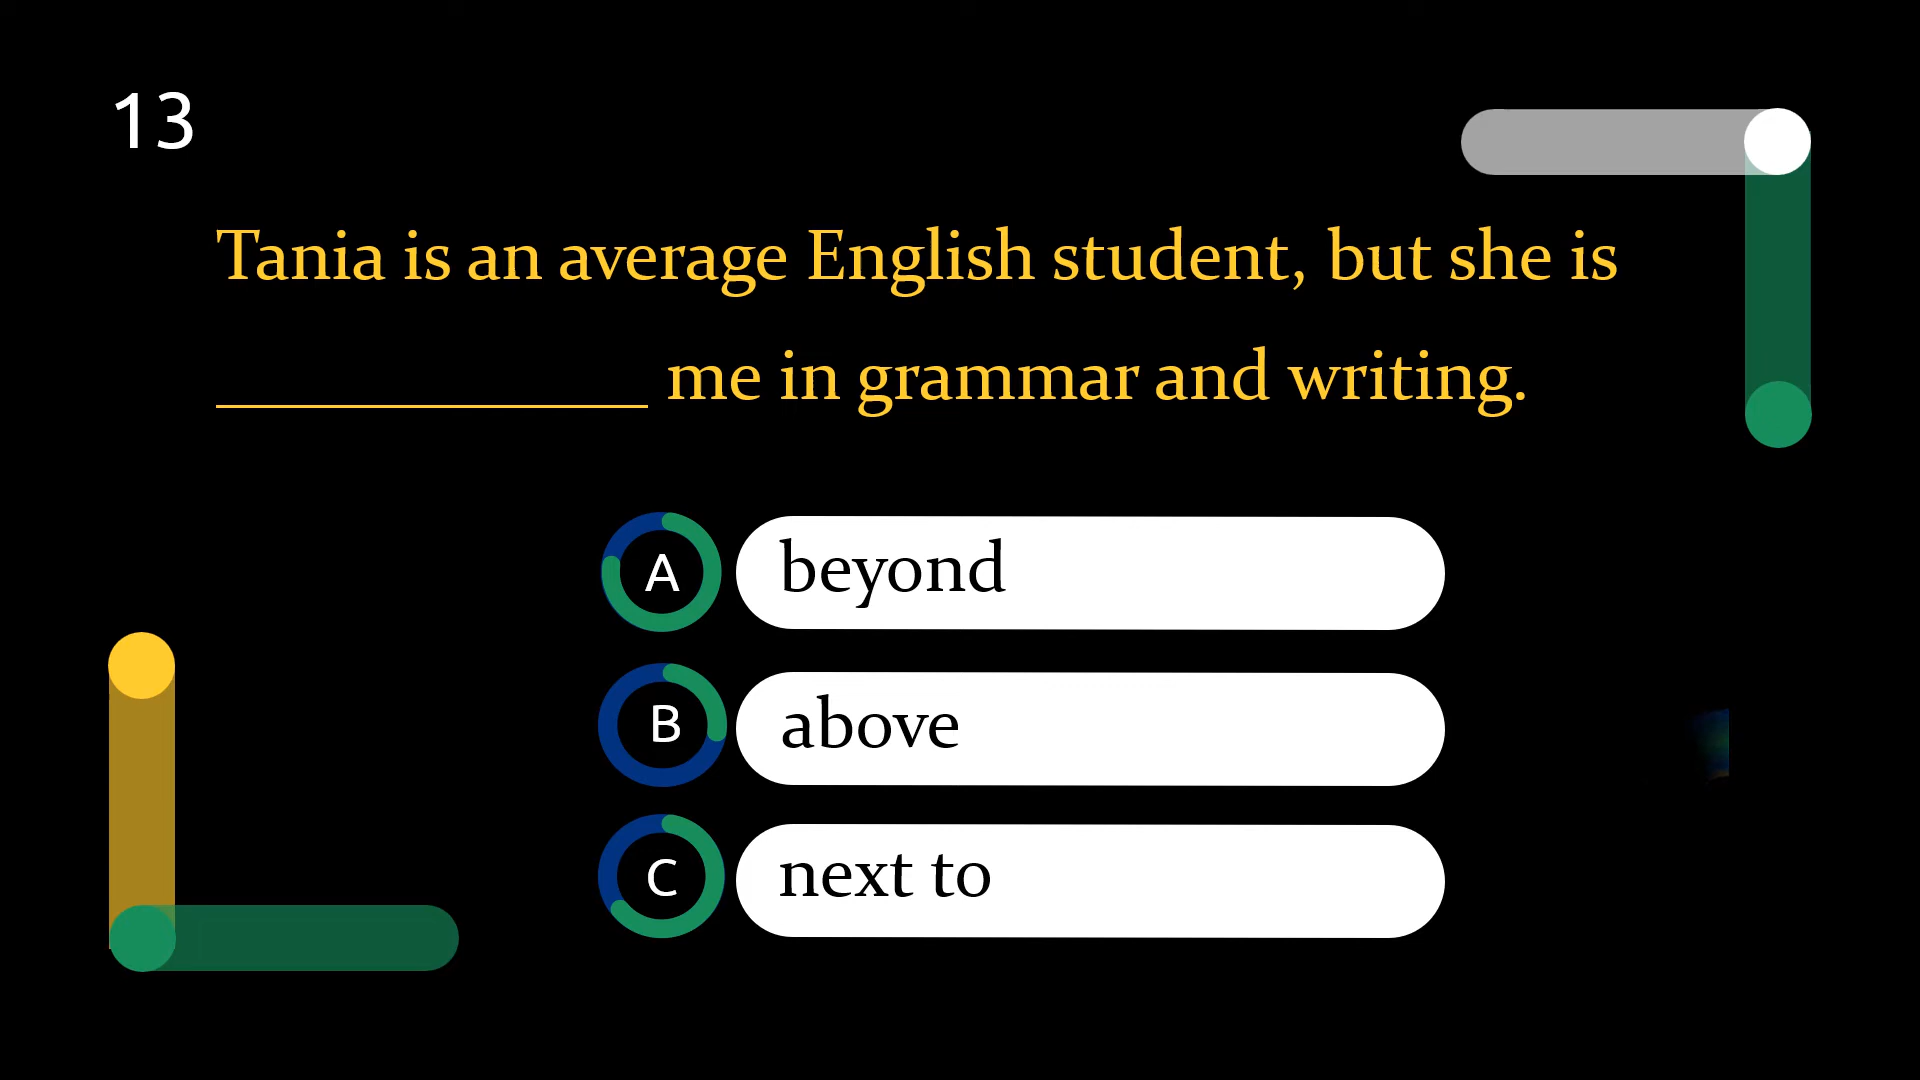 13
Tania is an average English student, but she is
____________ me in grammar and writing.
A beyond
B above
C next to